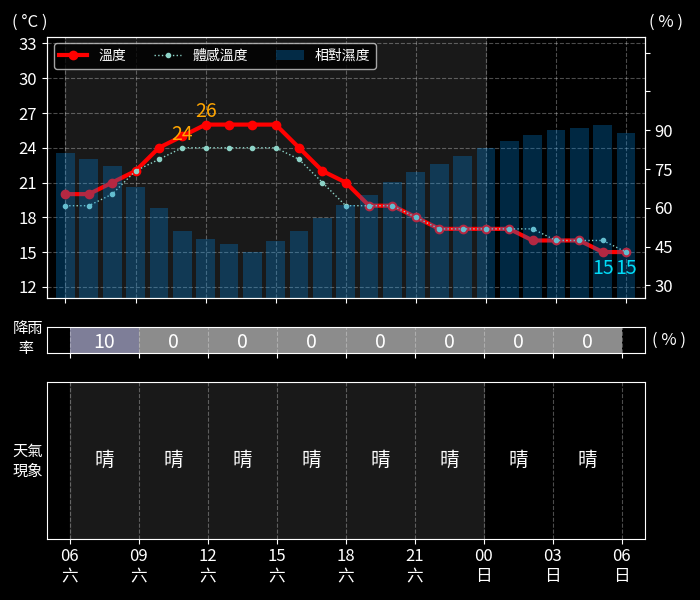 ( °C )
( % )
溫度
體感溫度
相對濕度
33
30
27
24
21
18
15
12
90
75
60
45
30
26
24
15 15
降雨
率
10 0 0 0 0 0 0 0
( % )
天氣
現象
晴 晴 晴 晴 晴 晴 晴 晴
06 09 12 15 18 21 00 03 06
六 六 六 六 六 六 日 日 日